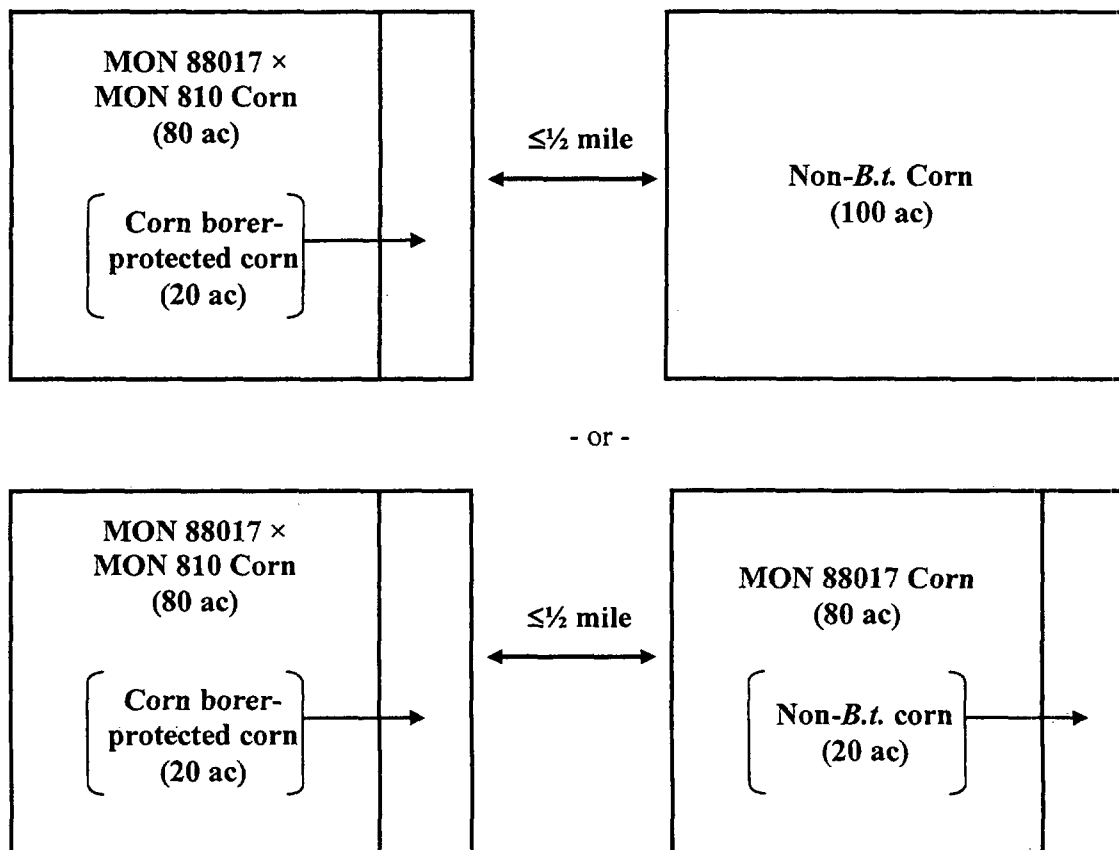 MON 88017 ×
MON 810 Corn
(80 ac)
Corn borer-
protected corn
(20 ac)
≤½ mile
Non-B.t. Corn
(100 ac)
- or -
MON 88017 ×
MON 810 Corn
(80 ac)
Corn borer-
protected corn
(20 ac)
≤½ mile
MON 88017 Corn
(80 ac)
Non-B.t. corn
(20 ac)